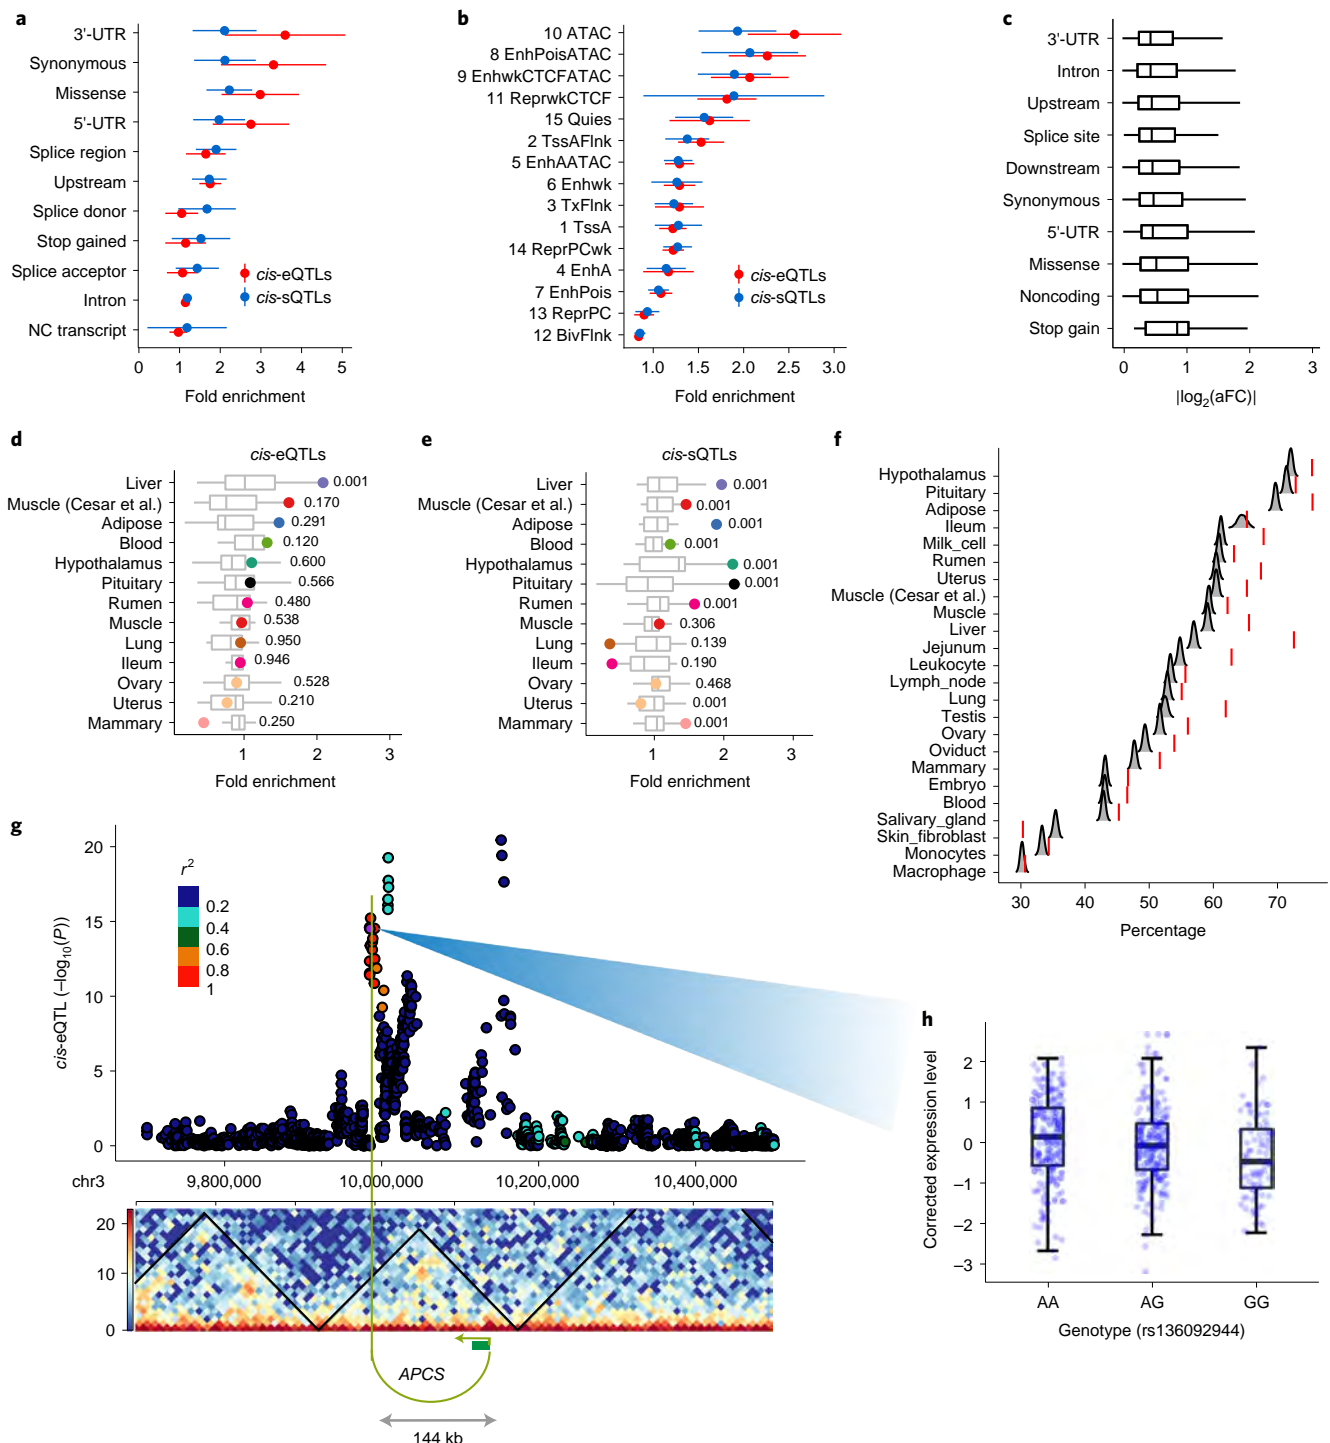 a
3'-UTR
Synonymous
Missense
5'-UTR
Splice region
Upstream
Splice donor
Stop gained
Splice acceptor
Intron
NC transcript
cis-eQTLs
cis-sQTLs
0 1 2 3 4 5
Fold enrichment
b
10 ATAC
8 EnhPoisATAC
9 EnhwkCTCFATAC
11 ReprwkCTCF
15 Quies
2 TssAFlnk
5 EnhAATAC
6 Enhwk
3 TxFlnk
1 TssA
14 ReprPCwk
4 EnhA
7 EnhPois
13 ReprPC
12 BivFlnk
cis-eQTLs
cis-sQTLs
1.0 1.5 2.0 2.5 3.0
Fold enrichment
c
3'-UTR
Intron
Upstream
Splice site
Downstream
Synonymous
5'-UTR
Missense
Noncoding
Stop gain
0 1 2 3
|log2(aFC)|
d
cis-eQTLs
Liver 0.001
Muscle (Cesar et al.) 0.170
Adipose 0.291
Blood 0.120
Hypothalamus 0.600
Pituitary 0.566
Rumen 0.480
Muscle 0.538
Lung 0.950
Ileum 0.946
Ovary 0.528
Uterus 0.210
Mammary 0.250
1 2 3
Fold enrichment
e
cis-sQTLs
Liver 0.001
Muscle (Cesar et al.) 0.001
Adipose 0.001
Blood 0.001
Hypothalamus 0.001
Pituitary 0.001
Rumen 0.001
Muscle 0.306
Lung 0.139
Ileum 0.190
Ovary 0.468
Uterus 0.001
Mammary 0.001
1 2 3
Fold enrichment
f
Hypothalamus
Pituitary
Adipose
Ileum
Milk_cell
Rumen
Uterus
Muscle (Cesar et al.)
Muscle
Liver
Jejunum
Leukocyte
Lymph_node
Lung
Testis
Ovary
Oviduct
Mammary
Embryo
Blood
Salivary_gland
Skin_fibroblast
Monocytes
Macrophage
30 40 50 60 70
Percentage
g
cis-eQTL (–log10(P))
20
15
10
5
0
r2
0.2
0.4
0.6
0.8
1
chr3
9,800,000 10,000,000 10,200,000 10,400,000
20
10
0
APCS
144 kb
h
Corrected expression level
2
1
0
–1
–2
–3
AA AG GG
Genotype (rs136092944)